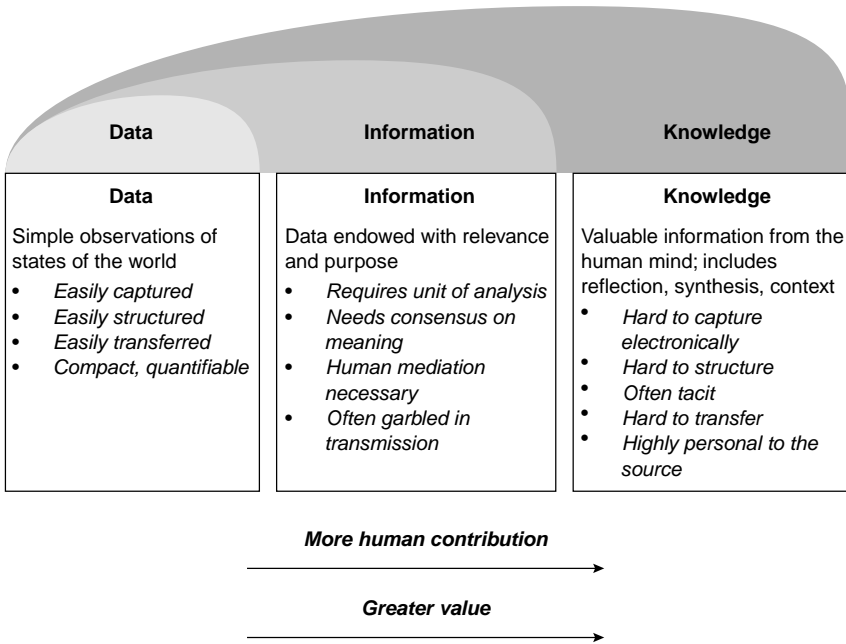 Data
Information
Knowledge
Data
Simple observations of
states of the world
• Easily captured
• Easily structured
• Easily transferred
• Compact, quantifiable
Information
Data endowed with relevance
and purpose
• Requires unit of analysis
• Needs consensus on
meaning
• Human mediation
necessary
• Often garbled in
transmission
Knowledge
Valuable information from the
human mind; includes
reflection, synthesis, context
• Hard to capture
electronically
• Hard to structure
• Often tacit
• Hard to transfer
• Highly personal to the
source
More human contribution
Greater value